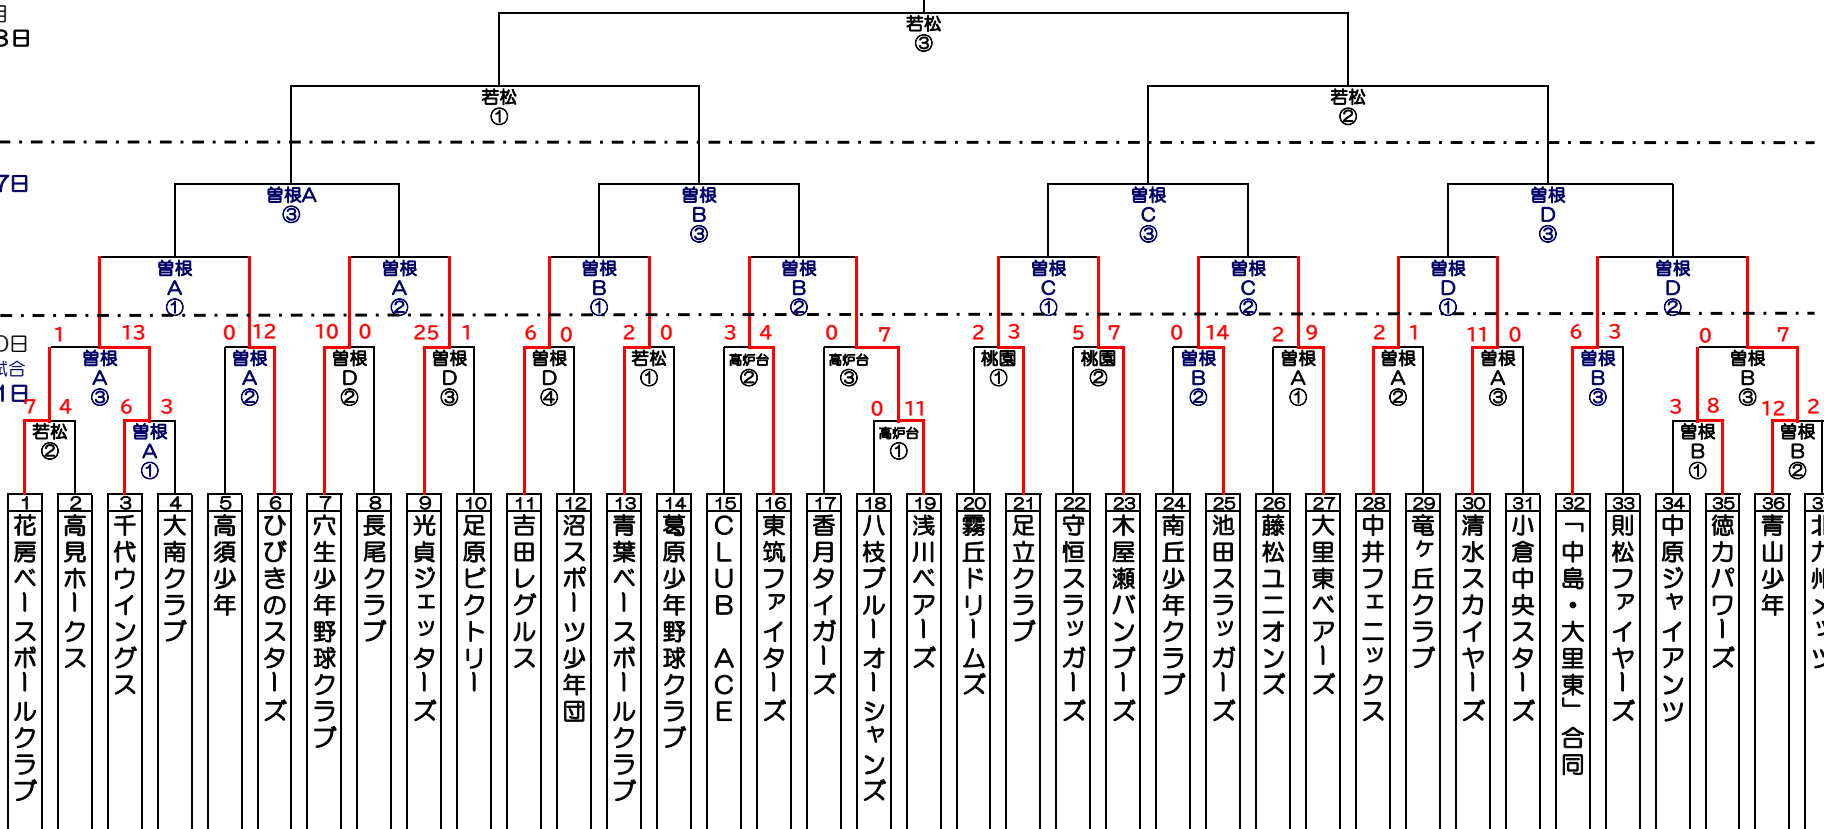 若松
③
8日
若松
①
若松
②
7日
曽根A
③
曽根
B
③
曽根
C
③
曽根
D
③
曽根
A
①
曽根
A
②
曽根
B
①
曽根
B
②
曽根
C
①
曽根
C
②
曽根
D
①
曽根
D
②
1 13 0 12 10 0 25 1 6 0 2 0 3 4 0 7 2 3 5 7 0 14 2 9 2 1 11 0 6 3 0 7
0日
試合
1日
曽根
A
③
曽根
A
②
曽根
D
②
曽根
D
③
曽根
D
④
若松
①
高炉台
②
高炉台
③
桃園
①
桃園
②
曽根
B
②
曽根
A
①
曽根
A
②
曽根
A
③
曽根
B
③
曽根
B
③
7 4 6 3 0 11 3 8 12 2
若松
②
曽根
A
①
高炉台
①
曽根
B
①
曽根
B
②
1 花房ベースボールクラブ
2 高見ホークス
3 千代ウイングス
4 大南クラブ
5 高須少年
6 ひびきのスターズ
7 穴生少年野球クラブ
8 長尾クラブ
9 光貞ジェッターズ
10 足原ビクトリー
11 吉田レグルス
12 沼スポーツ少年団
13 青葉ベースボールクラブ
14 葛原少年野球クラブ
15 CLUB ACE
16 東筑ファイターズ
17 香月タイガーズ
18 八枝ブルーオーシャンズ
19 浅川ベアーズ
20 霧丘ドリームズ
21 足立クラブ
22 守恒スラッガーズ
23 木屋瀬バンブーズ
24 南丘少年クラブ
25 池田スラッガーズ
26 藤松ユニオンズ
27 大里東ベアーズ
28 中井フェニックス
29 竜ヶ丘クラブ
30 清水スカイヤーズ
31 小倉中央スターズ
32 「中島・大里東」合同
33 則松ファイヤーズ
34 中原ジャイアンツ
35 徳力パワーズ
36 青山少年
北九州メッツ